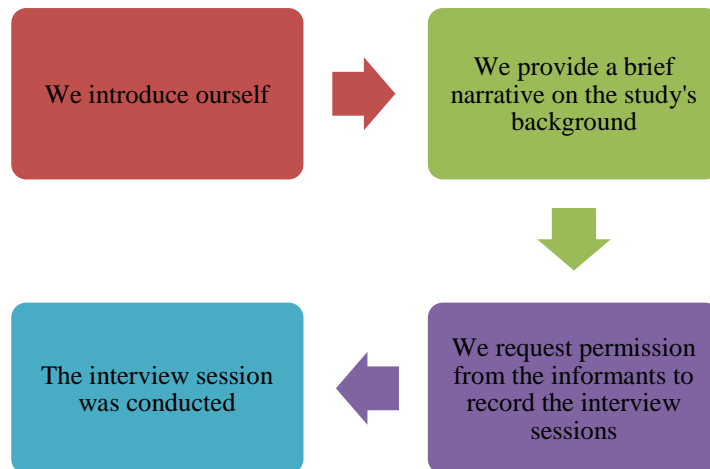 We introduce ourself
We provide a brief
narrative on the study's
background
We request permission
from the informants to
record the interview
sessions
The interview session
was conducted